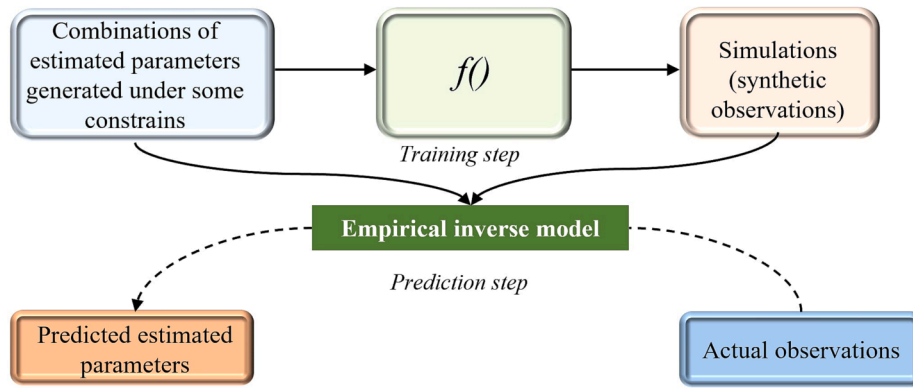 Combinations of
estimated parameters
generated under some
constrains
f()
Simulations
(synthetic
observations)
Training step
Empirical inverse model
Prediction step
Predicted estimated
parameters
Actual observations